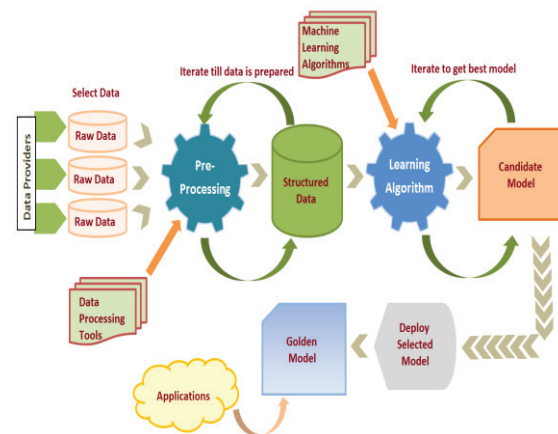 Machine
Learning
Algorithms
Iterate till data is prepared
Iterate to get best model
Select Data
Data Providers
Raw Data
Raw Data
Raw Data
Pre-
Processing
Structured
Data
Learning
Algorithm
Candidate
Model
Data
Processing
Tools
Golden
Model
Deploy
Selected
Model
Applications